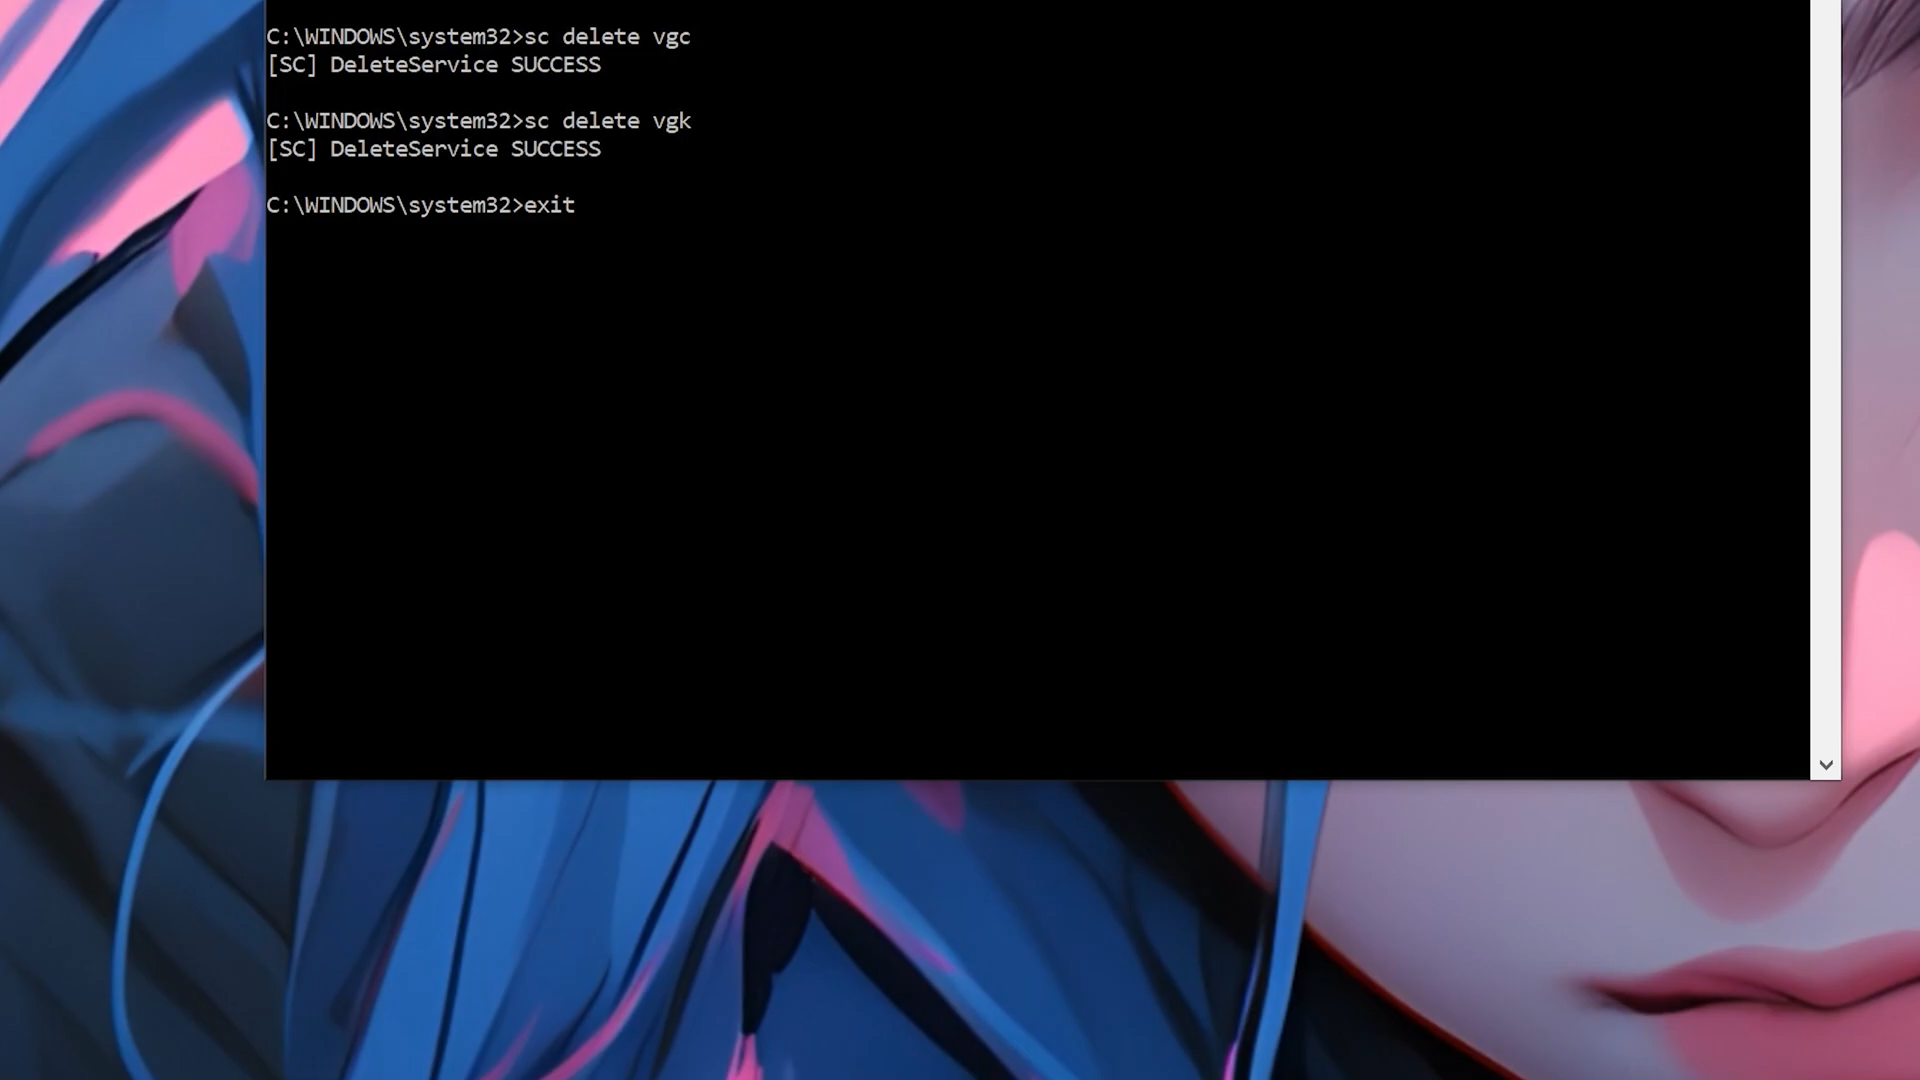 C:\WINDOWS\system32>sc delete vgc
[SC] DeleteService SUCCESS
C:\WINDOWS\system32>sc delete vgk
[SC] DeleteService SUCCESS
C:\WINDOWS\system32>exit